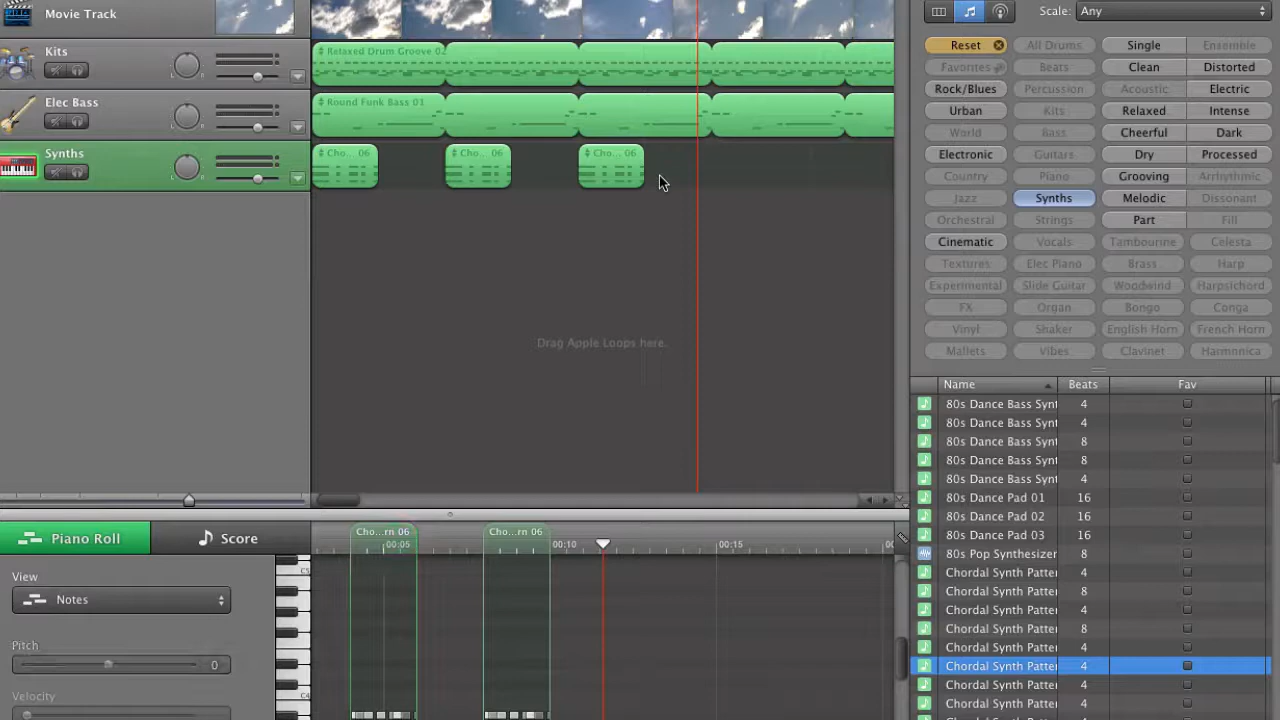 Movie Track
Scale: Any
Kits
L R
Relaxed Drum Groove 02
Reset
All Drums
Single
Ensemble
Favorites
Beats
Clean
Distorted
Elec Bass
L R
Round Funk Bass 01
Rock/Blues
Percussion
Acoustic
Electric
Urban
Kits
Relaxed
Intense
World
Bass
Cheerful
Dark
Synths
L R
Cho... 06
Cho... 06
Cho... 06
Electronic
Guitars
Dry
Processed
Country
Piano
Grooving
Arrhythmic
Jazz
Synths
Melodic
Dissonant
Orchestral
Strings
Part
Fill
Cinematic
Vocals
Tambourine
Celesta
Textures
Elec Piano
Brass
Harp
Experimental
Slide Guitar
Woodwind
Harpsichord
FX
Organ
Bongo
Conga
Vinyl
Shaker
English Horn
French Horn
Mallets
Vibes
Clavinet
Harmonica
Drag Apple Loops here.
Name
Beats
Fav
80s Dance Bass Synt 4
80s Dance Bass Synt 4
80s Dance Bass Synt 8
80s Dance Bass Synt 8
80s Dance Bass Synt 4
80s Dance Pad 01 16
80s Dance Pad 02 16
80s Dance Pad 03 16
80s Pop Synthesizer 8
Chordal Synth Patter 4
Chordal Synth Patter 8
Chordal Synth Patter 4
Chordal Synth Patter 8
Chordal Synth Patter 4
Chordal Synth Patter 4
Chordal Synth Patter 4
Chordal Synth Patter 4
Piano Roll
Score
Cho...rn 06
Cho...rn 06
00:05
00:10
00:15
View
Notes
C5
Pitch
0
Velocity
C4